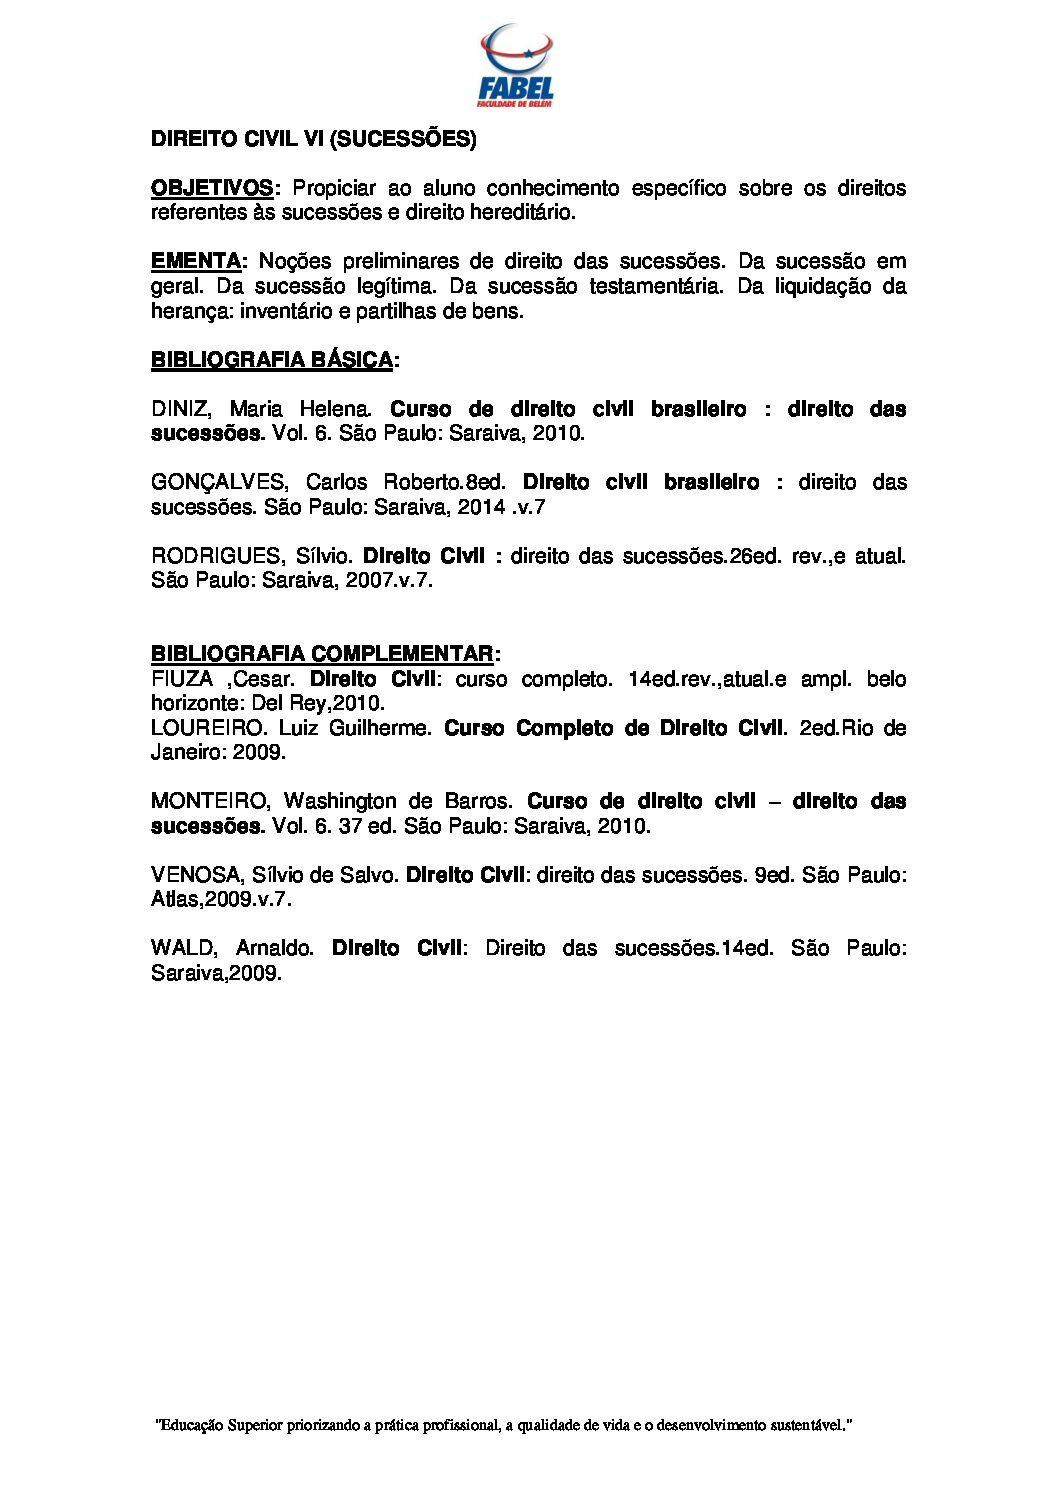 FABEL
FACULDADE DE BELÉM
DIREITO CIVIL VI (SUCESSÕES)
OBJETIVOS: Propiciar ao aluno conhecimento específico sobre os direitos
referentes às sucessões e direito hereditário.
EMENTA: Noções preliminares de direito das sucessões. Da sucessão em
geral. Da sucessão legítima. Da sucessão testamentária. Da liquidação da
herança: inventário e partilhas de bens.
BIBLIOGRAFIA BÁSICA:
DINIZ, Maria Helena. Curso de direito civil brasileiro : direito das
sucessões. Vol. 6. São Paulo: Saraiva, 2010.
GONÇALVES, Carlos Roberto.8ed. Direito civil brasileiro : direito das
sucessões. São Paulo: Saraiva, 2014 .v.7
RODRIGUES, Sílvio. Direito Civil : direito das sucessões.26ed. rev.,e atual.
São Paulo: Saraiva, 2007.v.7.
BIBLIOGRAFIA COMPLEMENTAR:
FIUZA ,Cesar. Direito Civil: curso completo. 14ed.rev.,atual.e ampl. belo
horizonte: Del Rey,2010.
LOUREIRO. Luiz Guilherme. Curso Completo de Direito Civil. 2ed.Rio de
Janeiro: 2009.
MONTEIRO, Washington de Barros. Curso de direito civil – direito das
sucessões. Vol. 6. 37 ed. São Paulo: Saraiva, 2010.
VENOSA, Sílvio de Salvo. Direito Civil: direito das sucessões. 9ed. São Paulo:
Atlas,2009.v.7.
WALD, Arnaldo. Direito Civil: Direito das sucessões.14ed. São Paulo:
Saraiva,2009.
"Educação Superior priorizando a prática profissional, a qualidade de vida e o desenvolvimento sustentável."